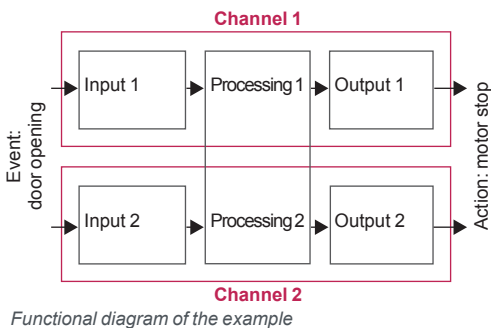 Channel 1
Event:
door opening
Input 1
Processing 1
Output 1
Action: motor stop
Input 2
Processing 2
Output 2
Channel 2
Functional diagram of the example